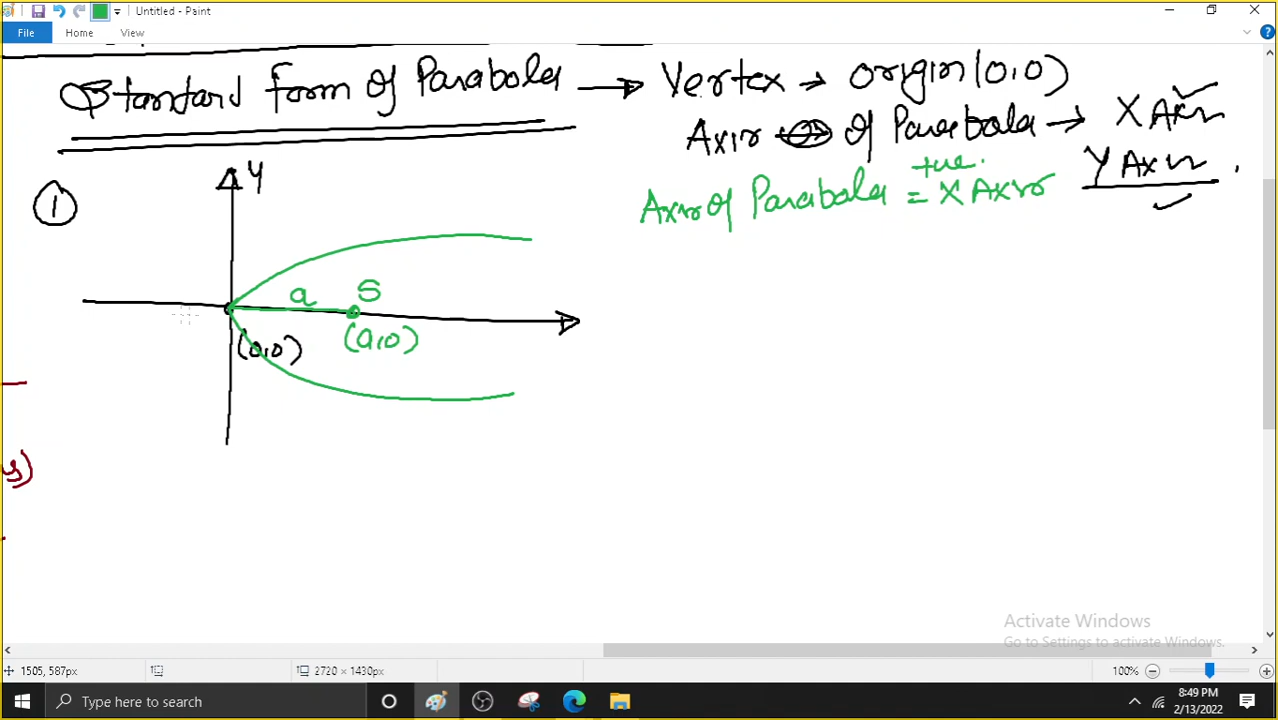 Untitled - Paint
File Home View
Standard form of Parabola → Vertex → origin (0,0)
Axis of Parabola → X Axis
Y Axis
+ive.
Axis of Parabola = X Axis
1
Y
a S
(0,0) (a,0)
Activate Windows
Go to Settings to activate Windows.
1505, 587px 2720 × 1430px 100%
Type here to search
8:49 PM
2/13/2022